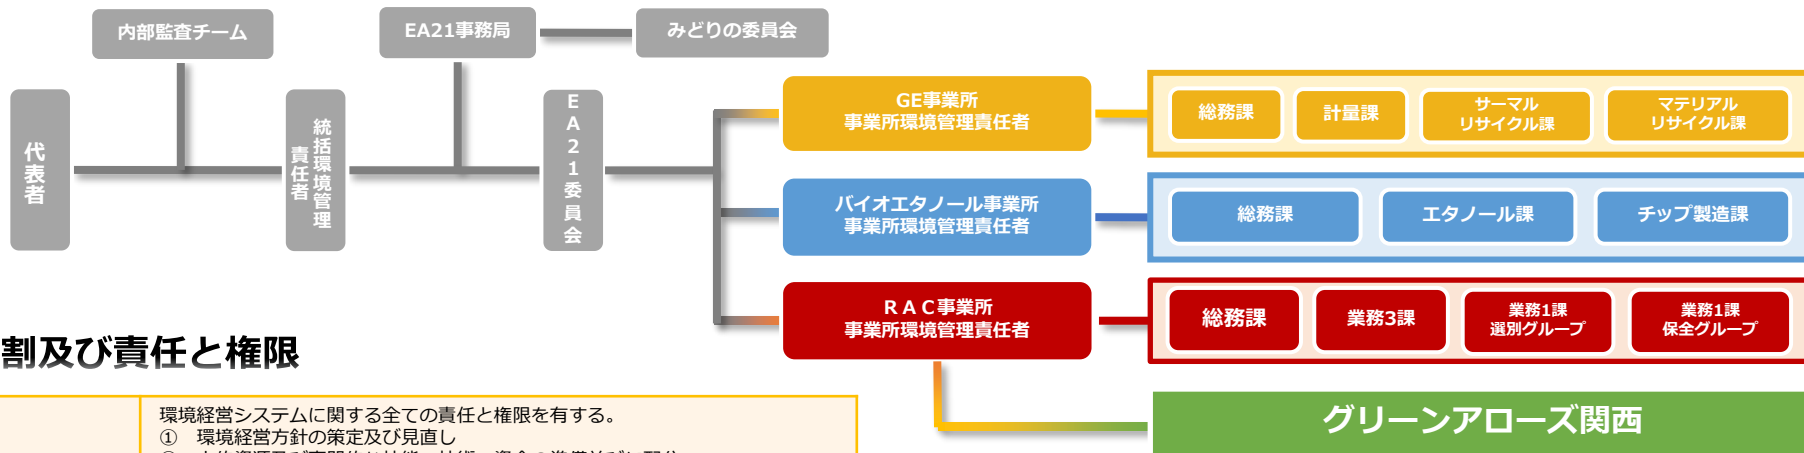 内部監査チーム
EA21事務局
みどりの委員会
代表者
統括環境管理
責任者
EA21委員会
GE事業所
事業所環境管理責任者
総務課
計量課
サーマル
リサイクル課
マテリアル
リサイクル課
バイオエタノール事業所
事業所環境管理責任者
総務課
エタノール課
チップ製造課
RAC事業所
事業所環境管理責任者
総務課
業務3課
業務1課
選別グループ
業務1課
保全グループ
グリーンアローズ関西
割及び責任と権限
環境経営システムに関する全ての責任と権限を有する。
① 環境経営方針の策定及び見直し